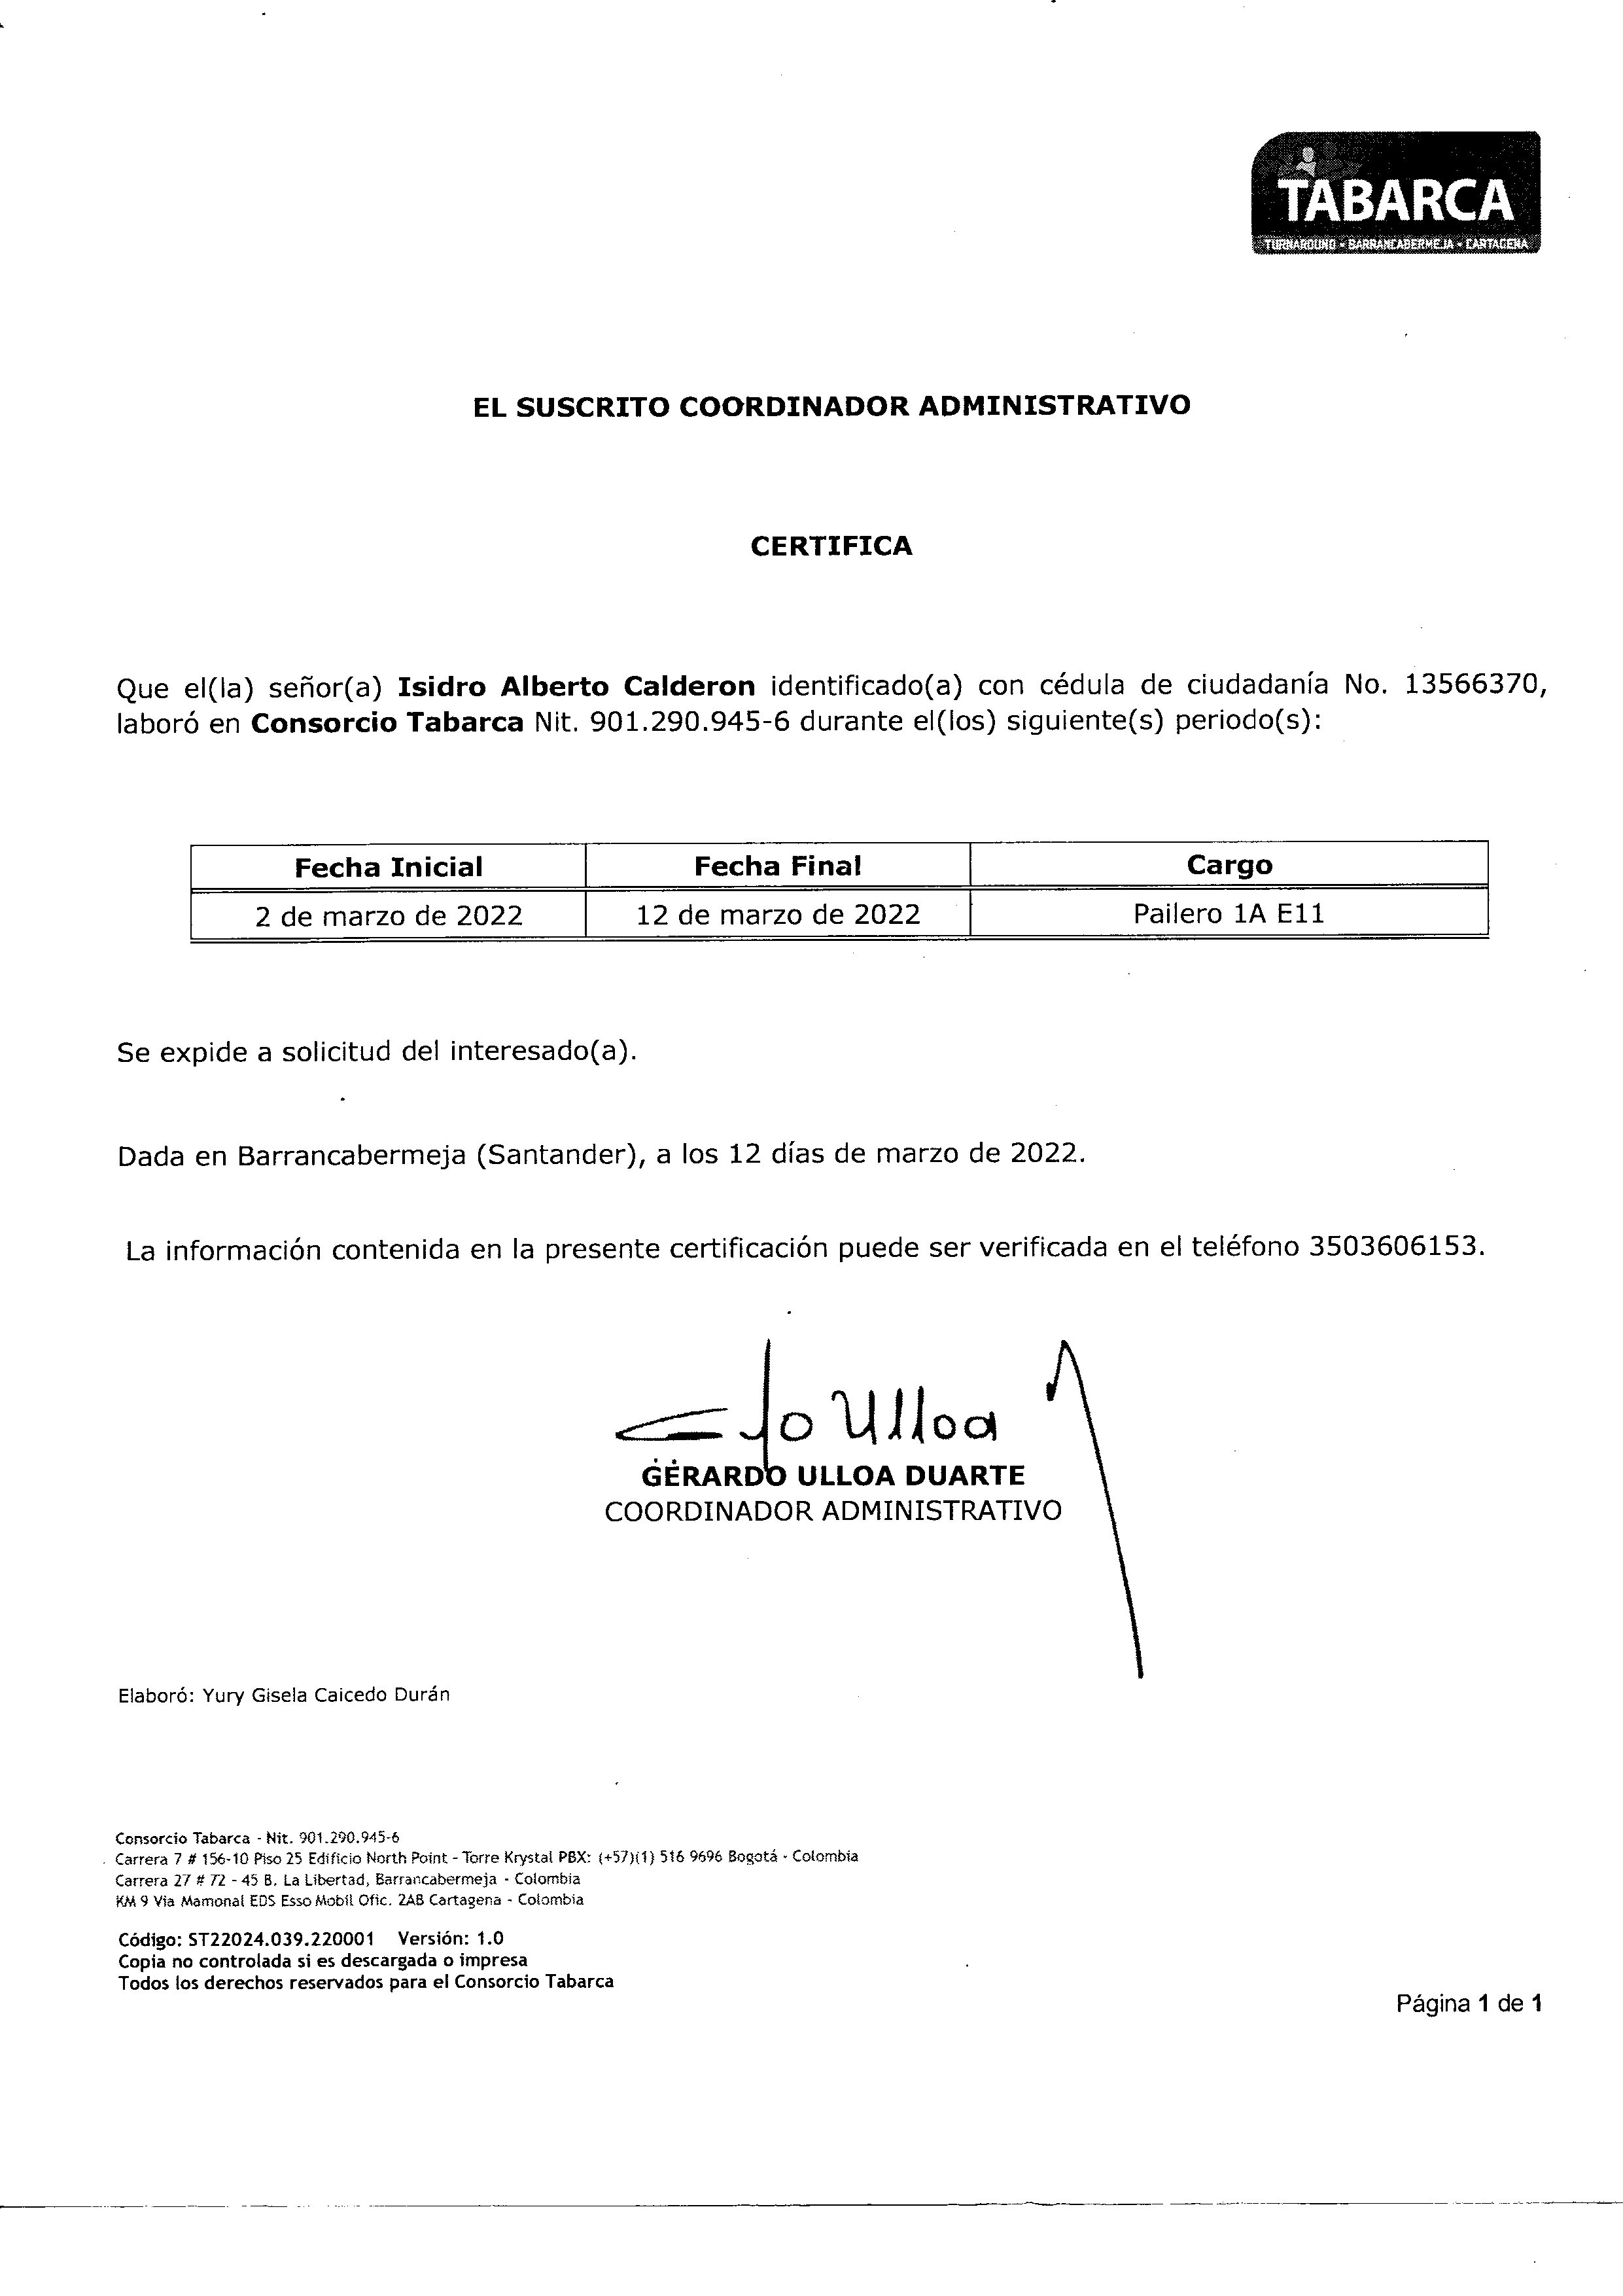 TABARCA
TURNAROUND - BARRANCABERMEJA - CARTAGENA
EL SUSCRITO COORDINADOR ADMINISTRATIVO
CERTIFICA
Que el(la) señor(a) Isidro Alberto Calderon identificado(a) con cédula de ciudadanía No. 13566370,
laboró en Consorcio Tabarca Nit. 901.290.945-6 durante el(los) siguiente(s) periodo(s):
Fecha Inicial Fecha Final Cargo
2 de marzo de 2022 12 de marzo de 2022 Pailero 1A E11
Se expide a solicitud del interesado(a).
Dada en Barrancabermeja (Santander), a los 12 días de marzo de 2022.
La información contenida en la presente certificación puede ser verificada en el teléfono 3503606153.
Ulloa
GERARDO ULLOA DUARTE
COORDINADOR ADMINISTRATIVO
Elaboró: Yury Gisela Caicedo Durán
Consorcio Tabarca - Nit. 901.290.945-6
Carrera 7 # 156-10 Piso 25 Edificio North Point - Torre Krystal PBX: (+57)(1) 516 9696 Bogotá - Colombia
Carrera 27 # 72 - 45 B. La Libertad, Barrancabermeja - Colombia
KM 9 Via Mamonal EDS Esso Mobil Ofic. 2AB Cartagena - Colombia
Código: ST22024.039.220001 Versión: 1.0
Copia no controlada si es descargada o impresa
Todos los derechos reservados para el Consorcio Tabarca
Página 1 de 1